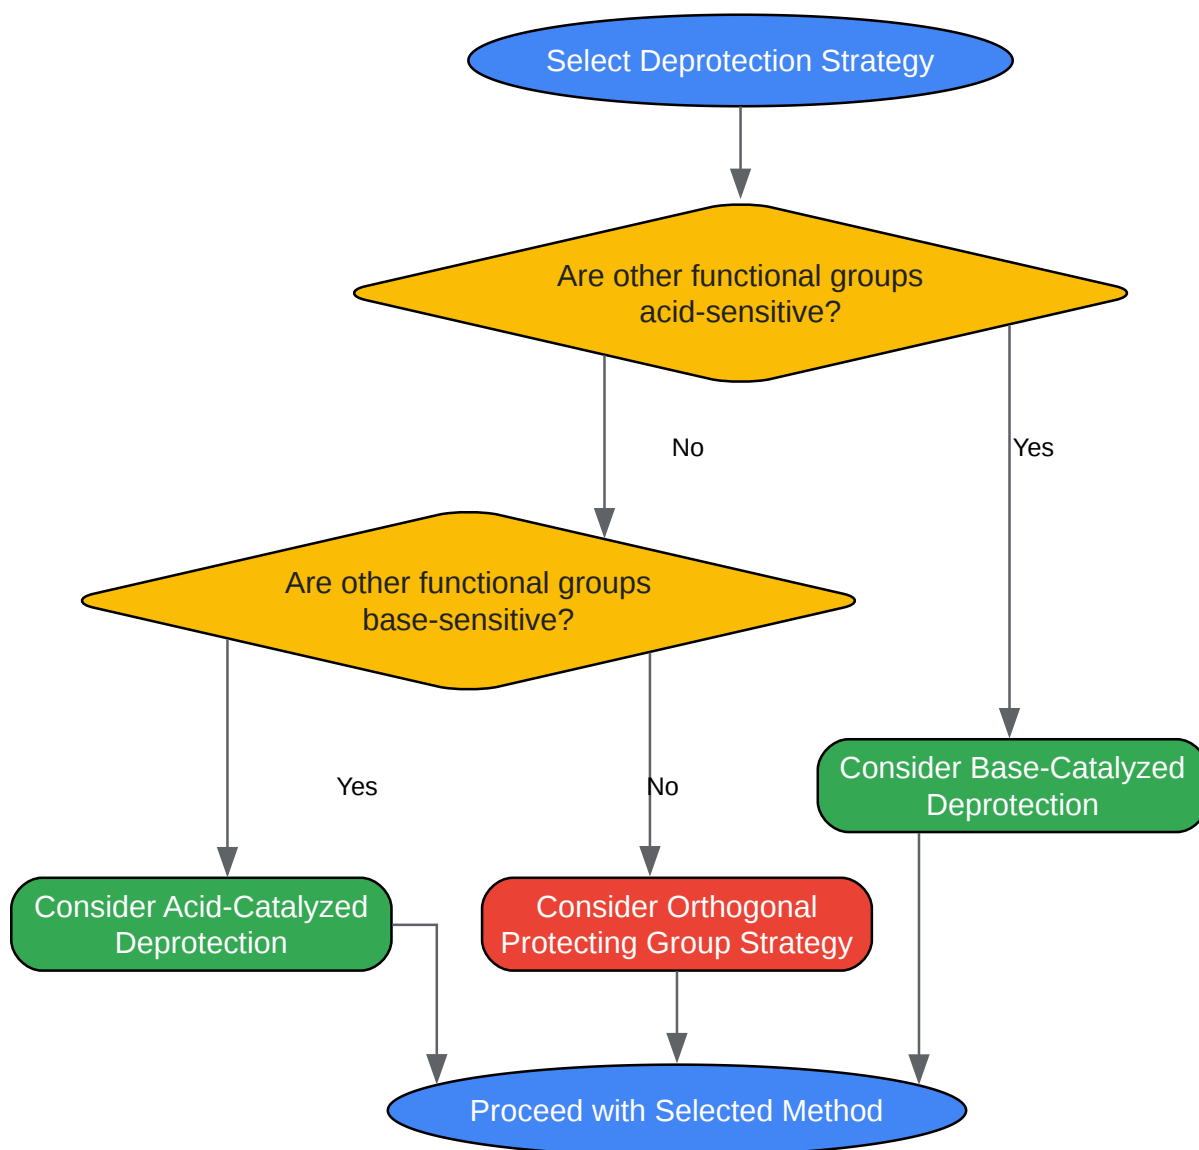 Select Deprotection Strategy
Are other functional groups
acid-sensitive?
No
Yes
Are other functional groups
base-sensitive?
Yes
No
Consider Base-Catalyzed
Deprotection
Consider Acid-Catalyzed
Deprotection
Consider Orthogonal
Protecting Group Strategy
Proceed with Selected Method